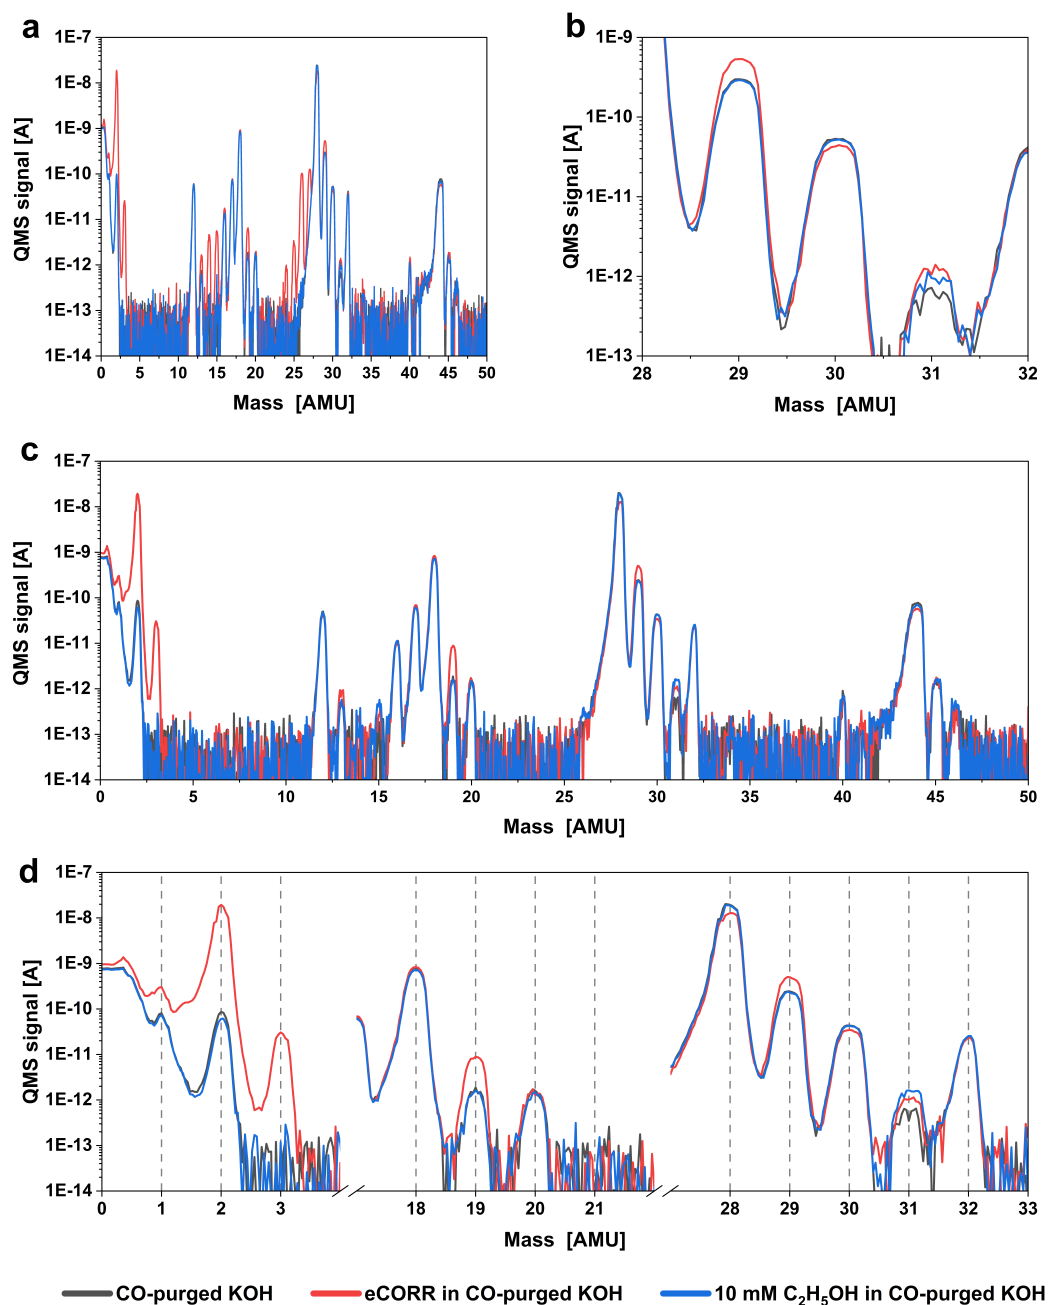 a
1E-7
1E-8
1E-9
1E-10
1E-11
1E-12
1E-13
1E-14
QMS signal [A]
0 5 10 15 20 25 30 35 40 45 50
Mass [AMU]
b
1E-9
1E-10
1E-11
1E-12
1E-13
QMS signal [A]
28 29 30 31 32
Mass [AMU]
c
1E-7
1E-8
1E-9
1E-10
1E-11
1E-12
1E-13
1E-14
QMS signal [A]
0 5 10 15 20 25 30 35 40 45 50
Mass [AMU]
d
1E-7
1E-8
1E-9
1E-10
1E-11
1E-12
1E-13
1E-14
QMS signal [A]
0 1 2 3 18 19 20 21 28 29 30 31 32 33
Mass [AMU]
CO-purged KOH eCORR in CO-purged KOH 10 mM C₂H₅OH in CO-purged KOH